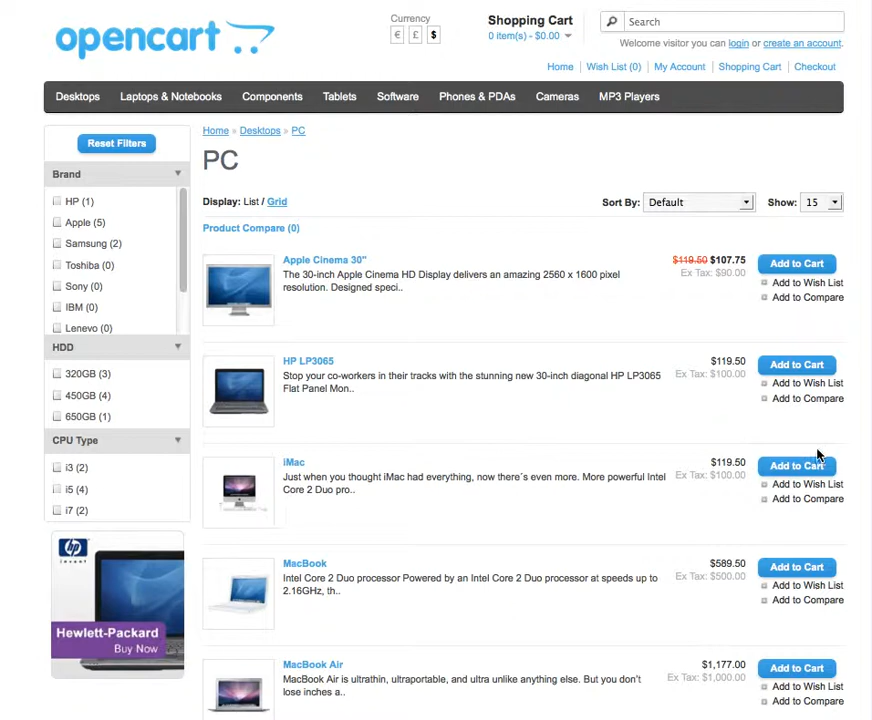 opencart
Currency
€ £ $
Shopping Cart
0 item(s) - $0.00
Search
Welcome visitor you can login or create an account.
Home Wish List (0) My Account Shopping Cart Checkout
Desktops Laptops & Notebooks Components Tablets Software Phones & PDAs Cameras MP3 Players
Reset Filters
Brand
HP (1)
Apple (5)
Samsung (2)
Toshiba (0)
Sony (0)
IBM (0)
Lenevo (0)
HDD
320GB (3)
450GB (4)
650GB (1)
CPU Type
i3 (2)
i5 (4)
i7 (2)
hp
invent
Hewlett-Packard
Buy Now
Home » Desktops » PC
PC
Display: List / Grid
Sort By: Default Show: 15
Product Compare (0)
Apple Cinema 30"
The 30-inch Apple Cinema HD Display delivers an amazing 2560 x 1600 pixel
resolution. Designed speci..
$119.50 $107.75
Ex Tax: $90.00
Add to Cart
Add to Wish List
Add to Compare
HP LP3065
Stop your co-workers in their tracks with the stunning new 30-inch diagonal HP LP3065
Flat Panel Mon..
$119.50
Ex Tax: $100.00
Add to Cart
Add to Wish List
Add to Compare
iMac
Just when you thought iMac had everything, now there´s even more. More powerful Intel
Core 2 Duo pro..
$119.50
Ex Tax: $100.00
Add to Cart
Add to Wish List
Add to Compare
MacBook
Intel Core 2 Duo processor Powered by an Intel Core 2 Duo processor at speeds up to
2.16GHz, th..
$589.50
Ex Tax: $500.00
Add to Cart
Add to Wish List
Add to Compare
MacBook Air
MacBook Air is ultrathin, ultraportable, and ultra unlike anything else. But you don't
lose inches a..
$1,177.00
Ex Tax: $1,000.00
Add to Cart
Add to Wish List
Add to Compare